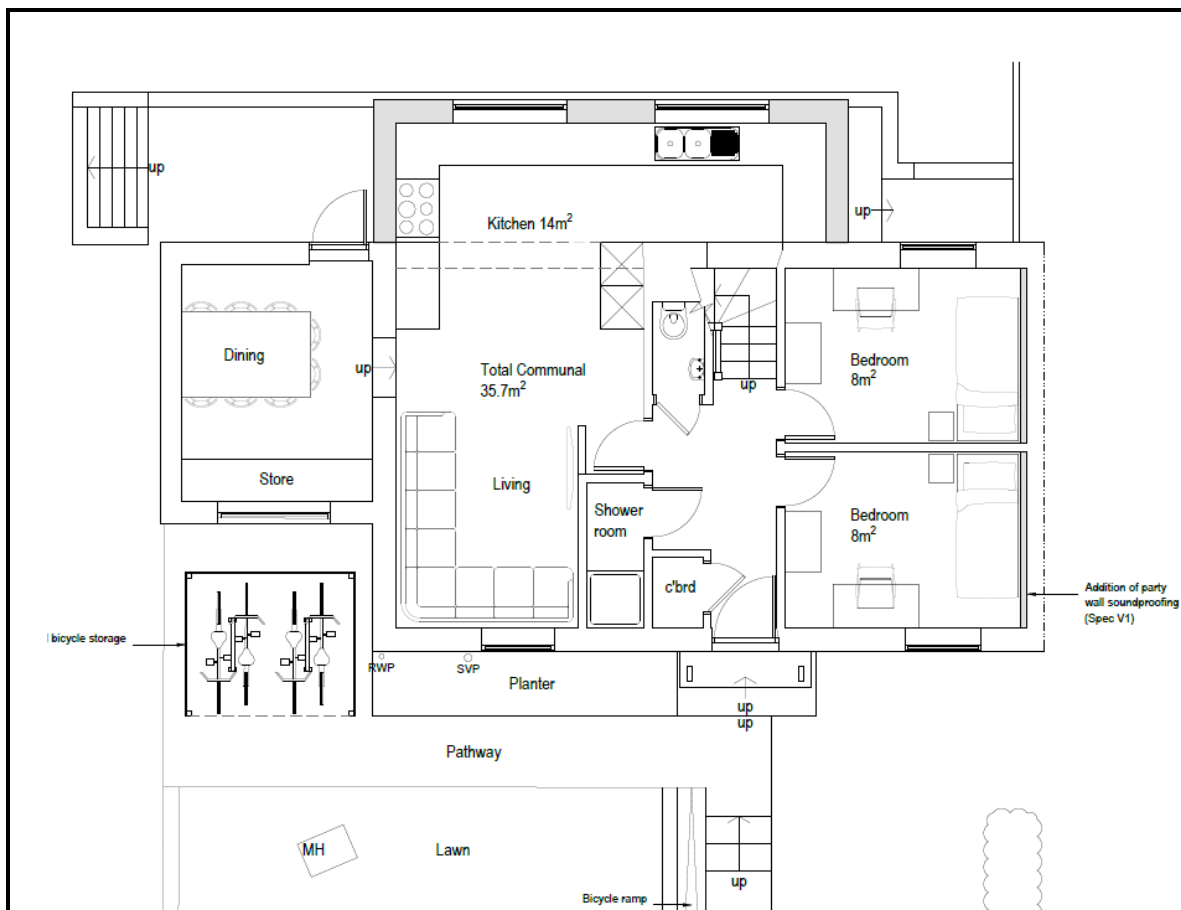 up
up
Kitchen 14m²
Dining
up
Total Communal
35.7m²
up
Bedroom
8m²
Store
Living
Shower
room
Bedroom
8m²
c'brd
Addition of party
wall soundproofing
(Spec V1)
bicycle storage
RWP
SVP
Planter
up
up
Pathway
MH
Lawn
up
Bicycle ramp